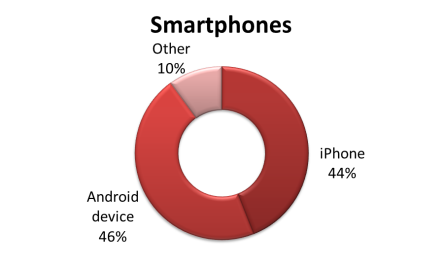 Smartphones
Other
10%
iPhone
44%
Android
device
46%